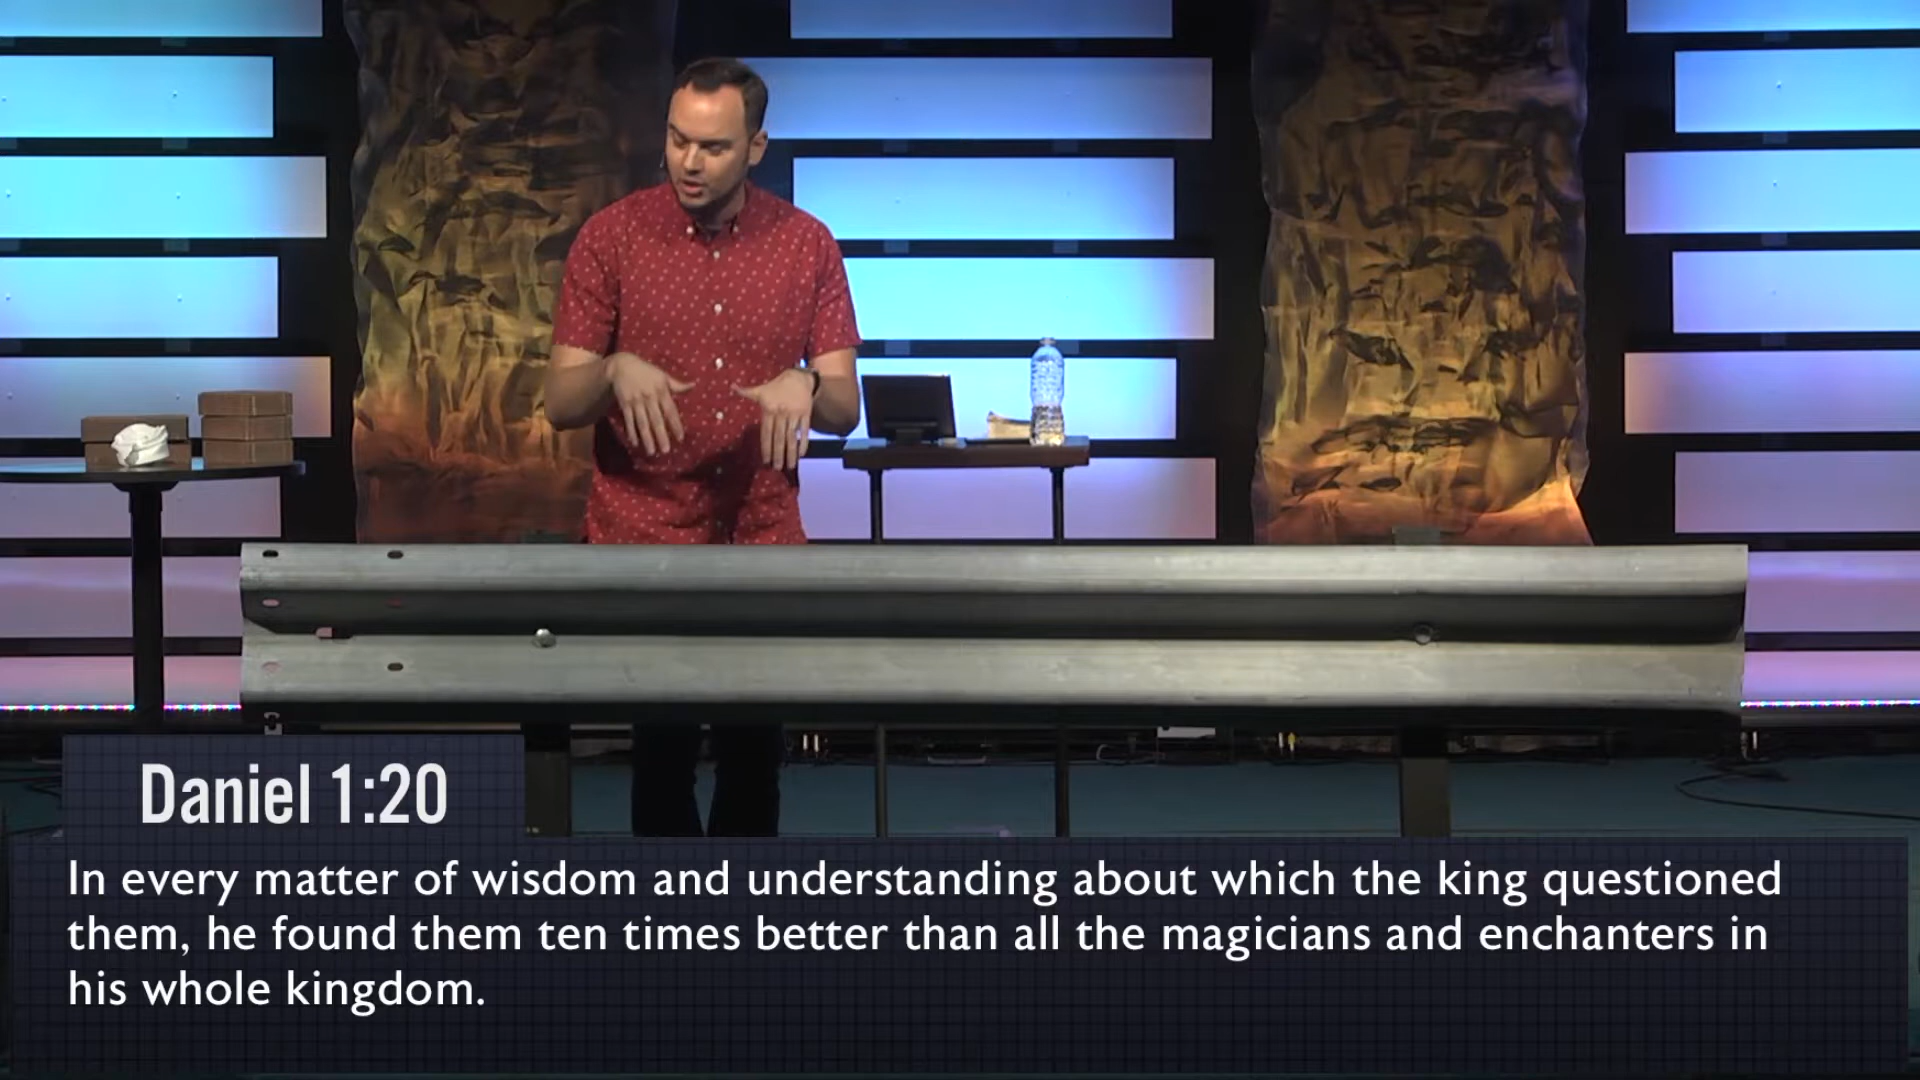 Daniel 1:20
In every matter of wisdom and understanding about which the king questioned
them, he found them ten times better than all the magicians and enchanters in
his whole kingdom.